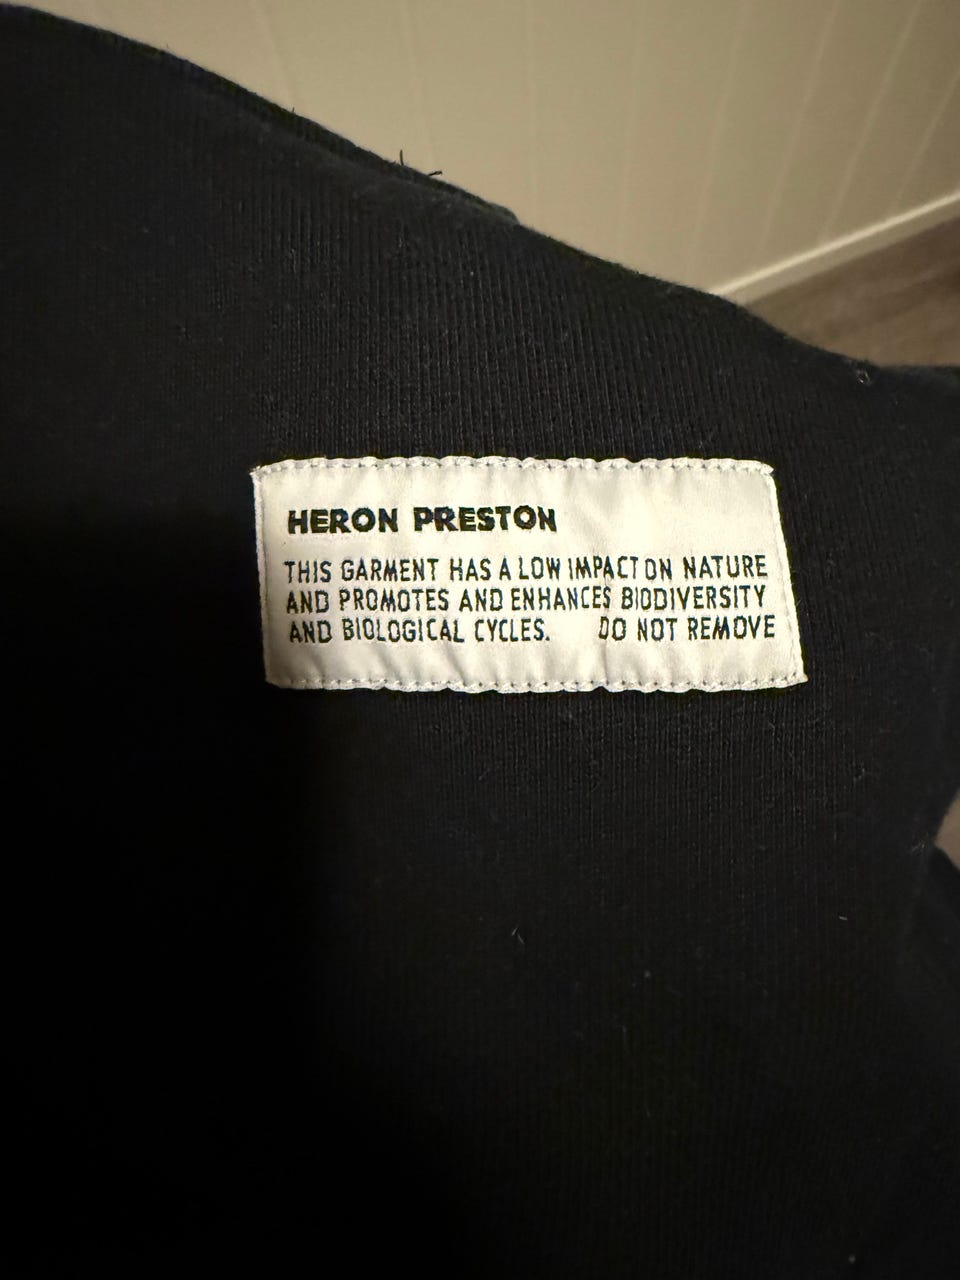 HERON PRESTON
THIS GARMENT HAS A LOW IMPACT ON NATURE
AND PROMOTES AND ENHANCES BIODIVERSITY
AND BIOLOGICAL CYCLES. DO NOT REMOVE